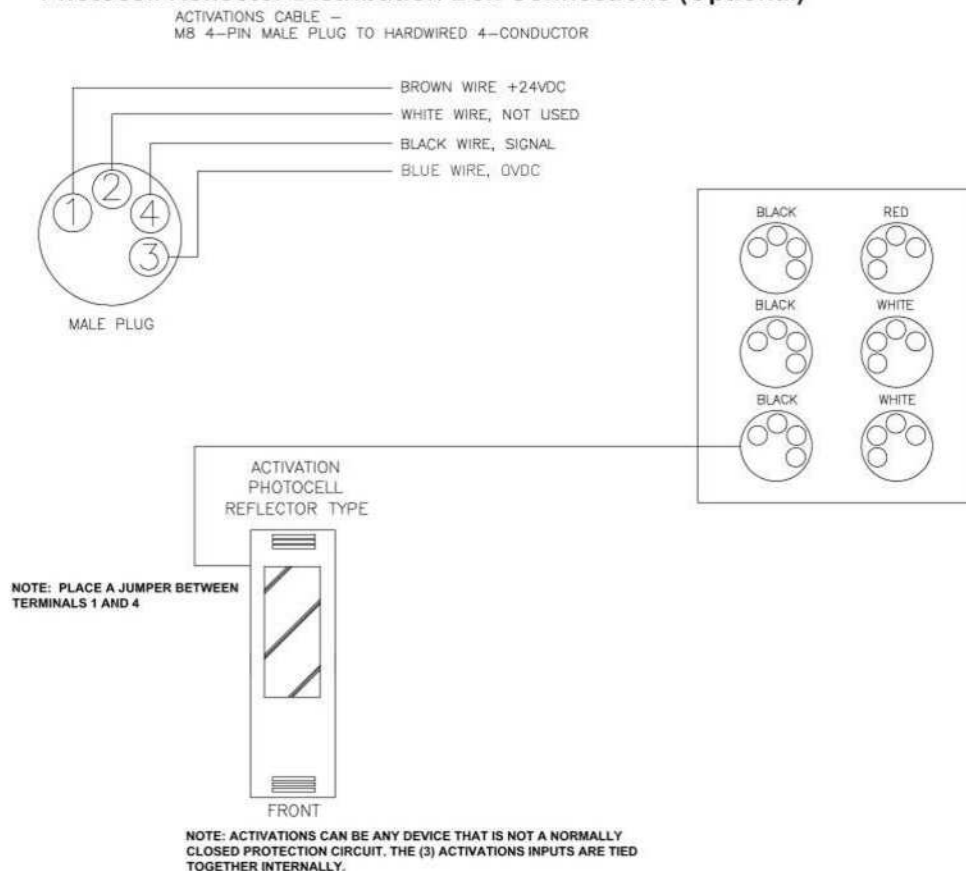 ACTIVATIONS CABLE –
M8 4–PIN MALE PLUG TO HARDWIRED 4–CONDUCTOR
BROWN WIRE +24VDC
WHITE WIRE, NOT USED
BLACK WIRE, SIGNAL
BLUE WIRE, 0VDC
1
2
4
3
MALE PLUG
BLACK RED
BLACK WHITE
BLACK WHITE
ACTIVATION
PHOTOCELL
REFLECTOR TYPE
NOTE: PLACE A JUMPER BETWEEN
TERMINALS 1 AND 4
FRONT
NOTE: ACTIVATIONS CAN BE ANY DEVICE THAT IS NOT A NORMALLY
CLOSED PROTECTION CIRCUIT. THE (3) ACTIVATIONS INPUTS ARE TIED
TOGETHER INTERNALLY.